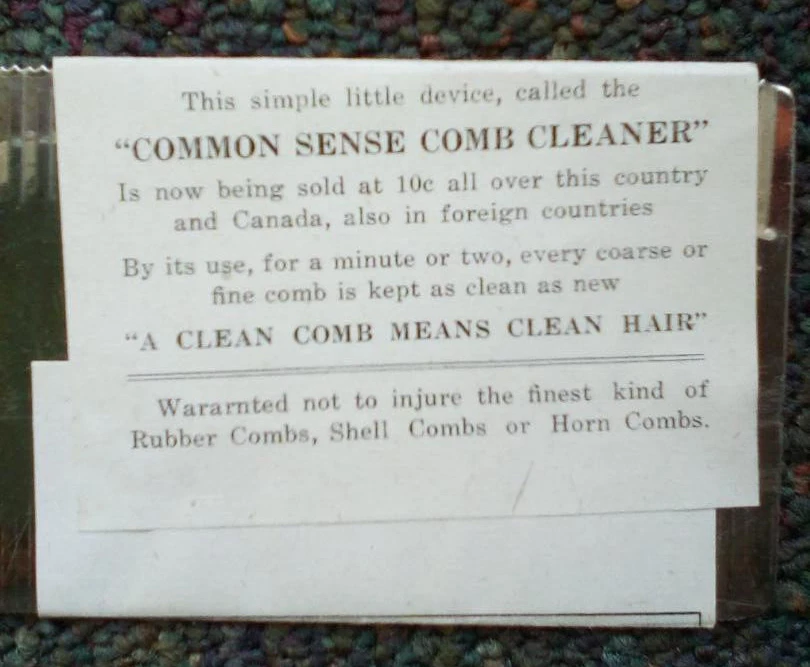 This simple little device, called the
"COMMON SENSE COMB CLEANER"
Is now being sold at 10c all over this country
and Canada, also in foreign countries
By its use, for a minute or two, every coarse or
fine comb is kept as clean as new
"A CLEAN COMB MEANS CLEAN HAIR"
Wararnted not to injure the finest kind of
Rubber Combs, Shell Combs or Horn Combs.